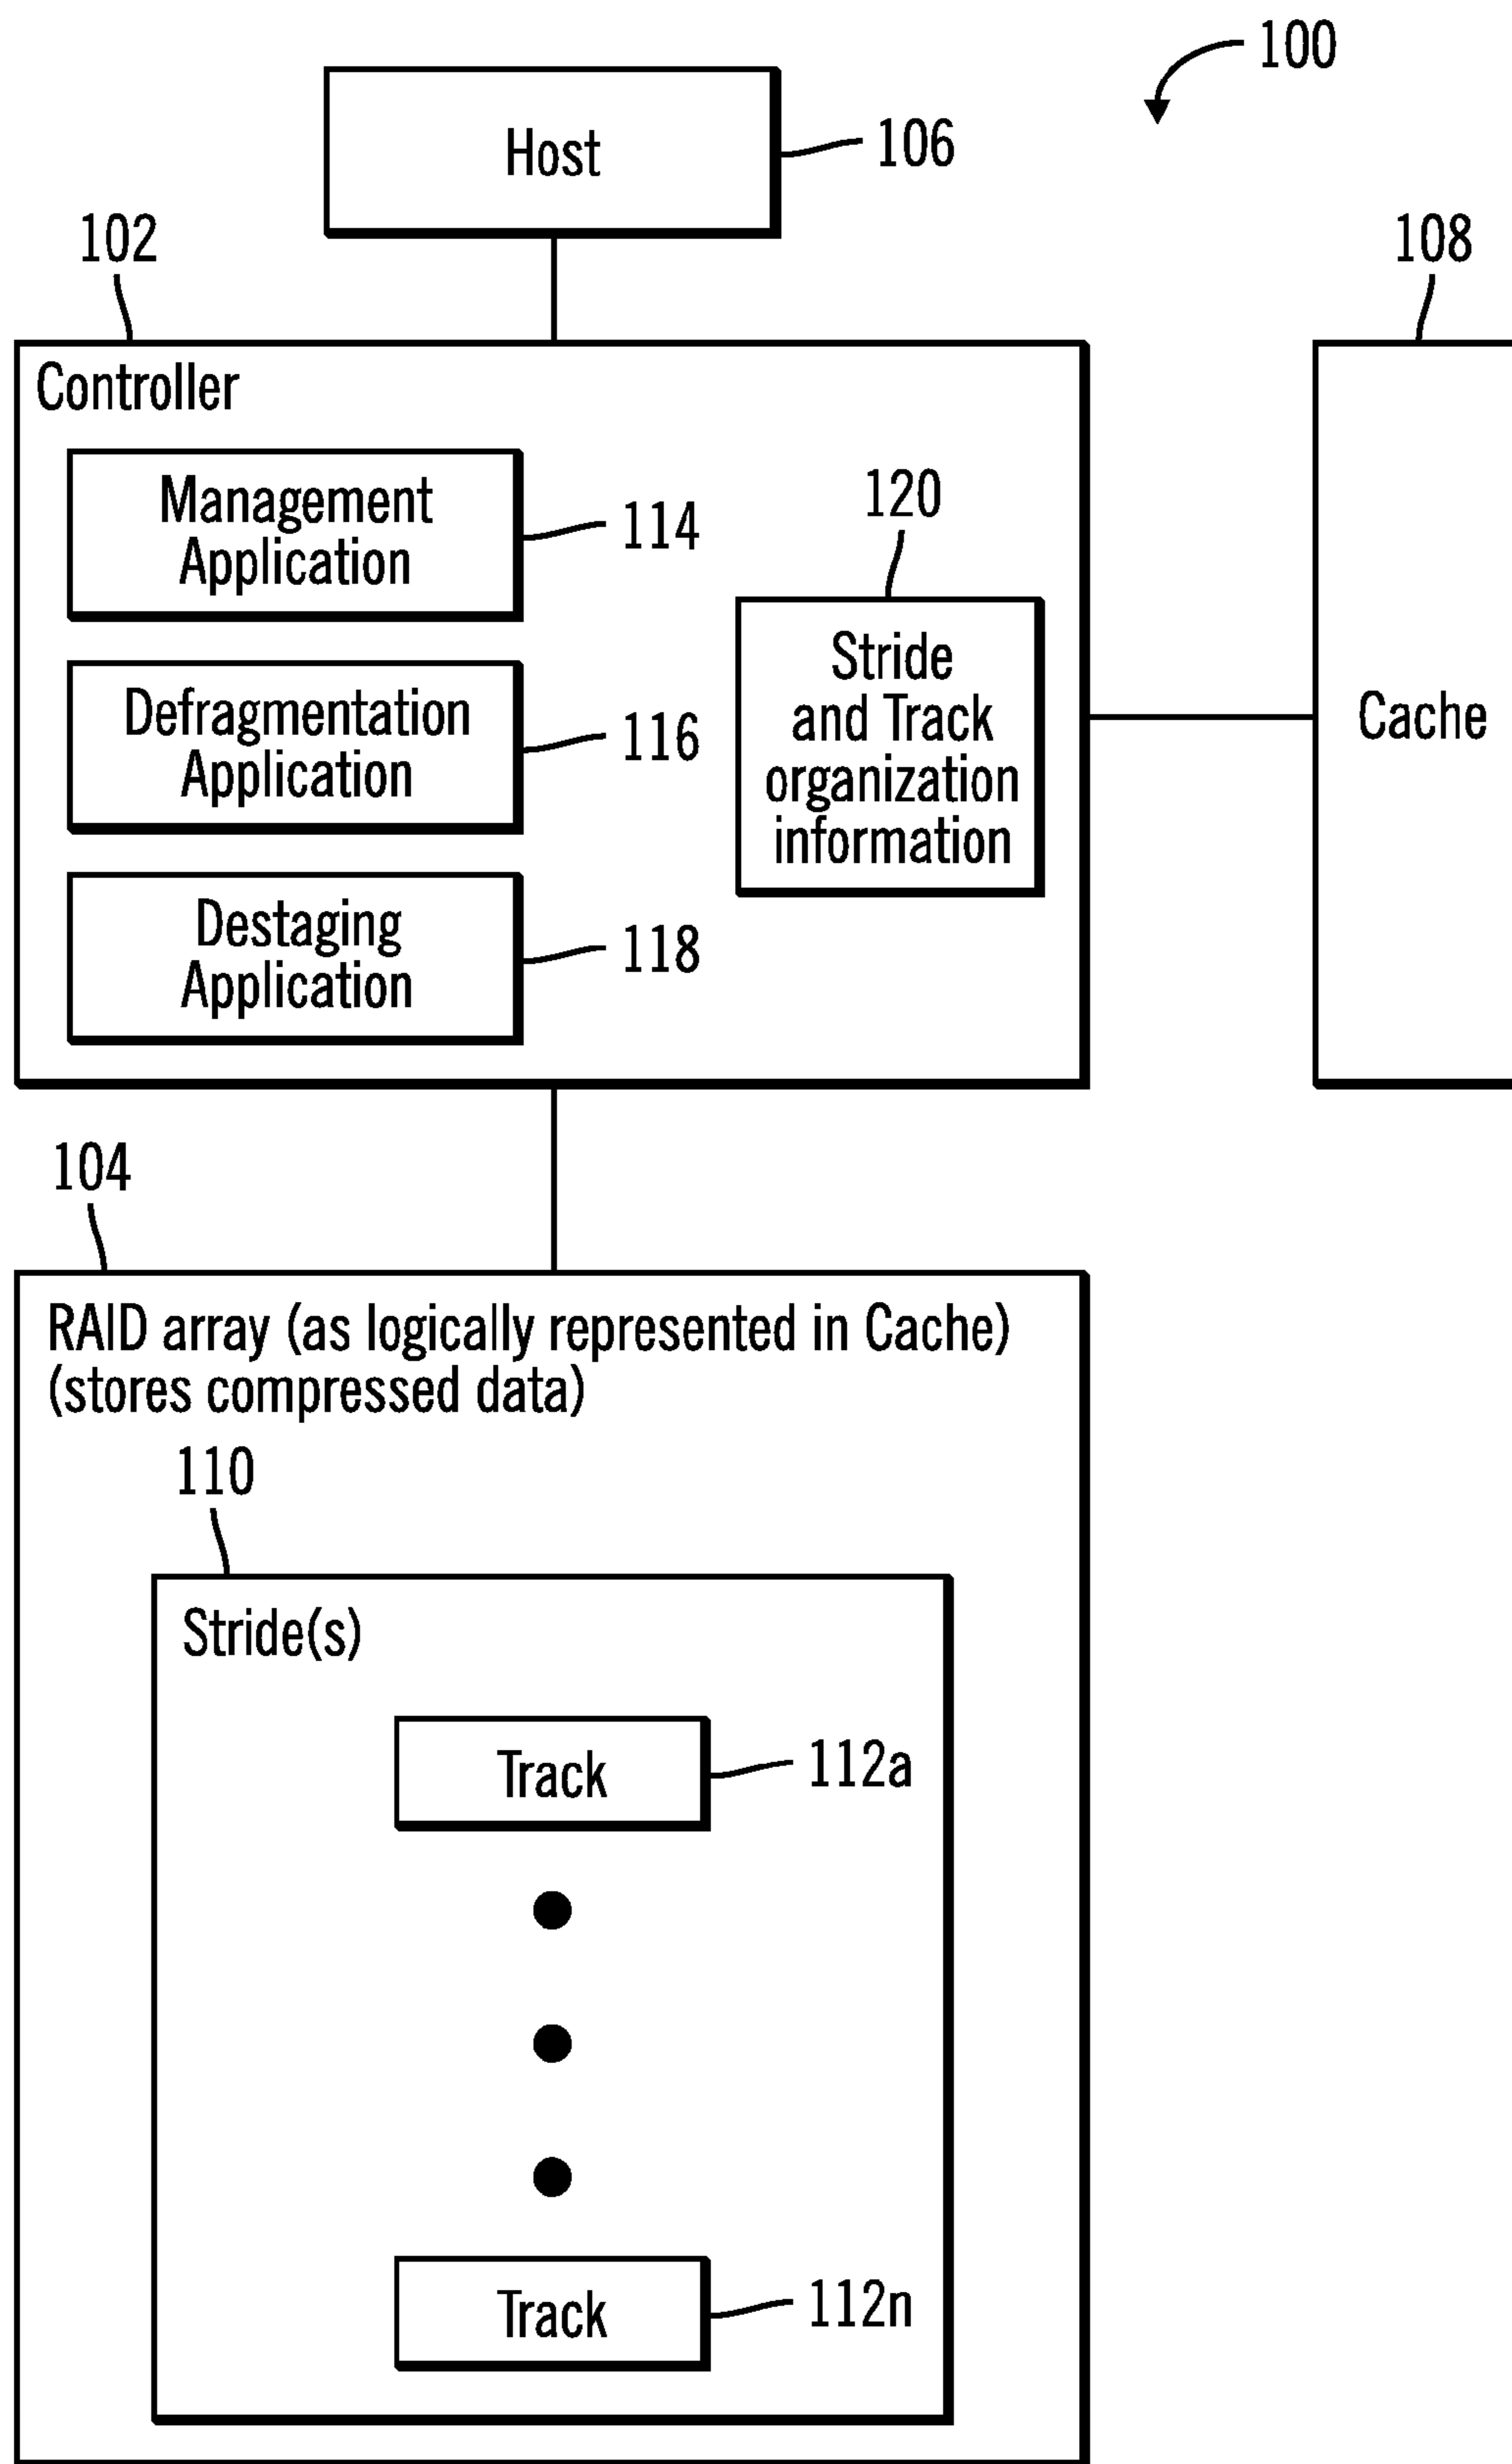 100
Host
106
102
108
Controller
Management
Application
114
120
Defragmentation
Application
116
Stride
and Track
organization
information
Cache
Destaging
Application
118
104
RAID array (as logically represented in Cache)
(stores compressed data)
110
Stride(s)
Track
112a
Track
112n